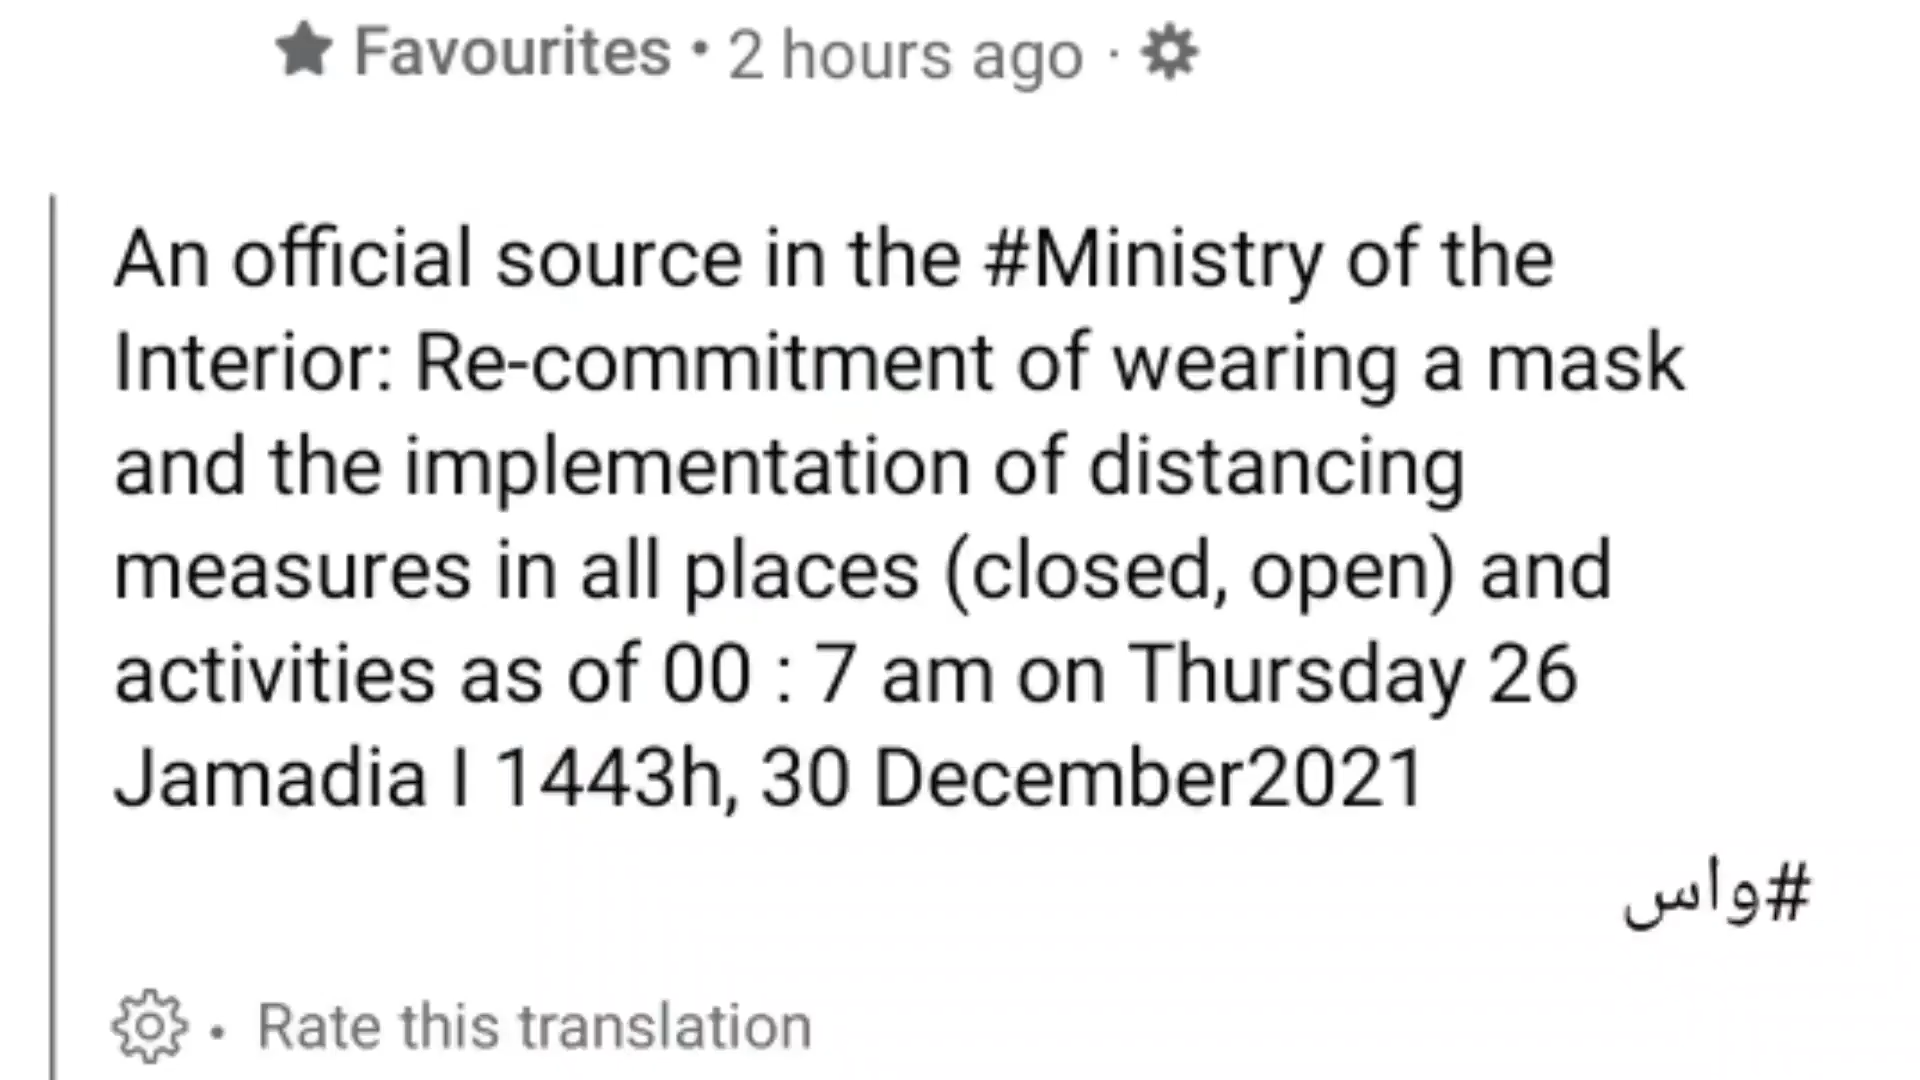 Favourites • 2 hours ago ·
An official source in the #Ministry of the
Interior: Re-commitment of wearing a mask
and the implementation of distancing
measures in all places (closed, open) and
activities as of 00 : 7 am on Thursday 26
Jamadia I 1443h, 30 December2021
#واس
• Rate this translation